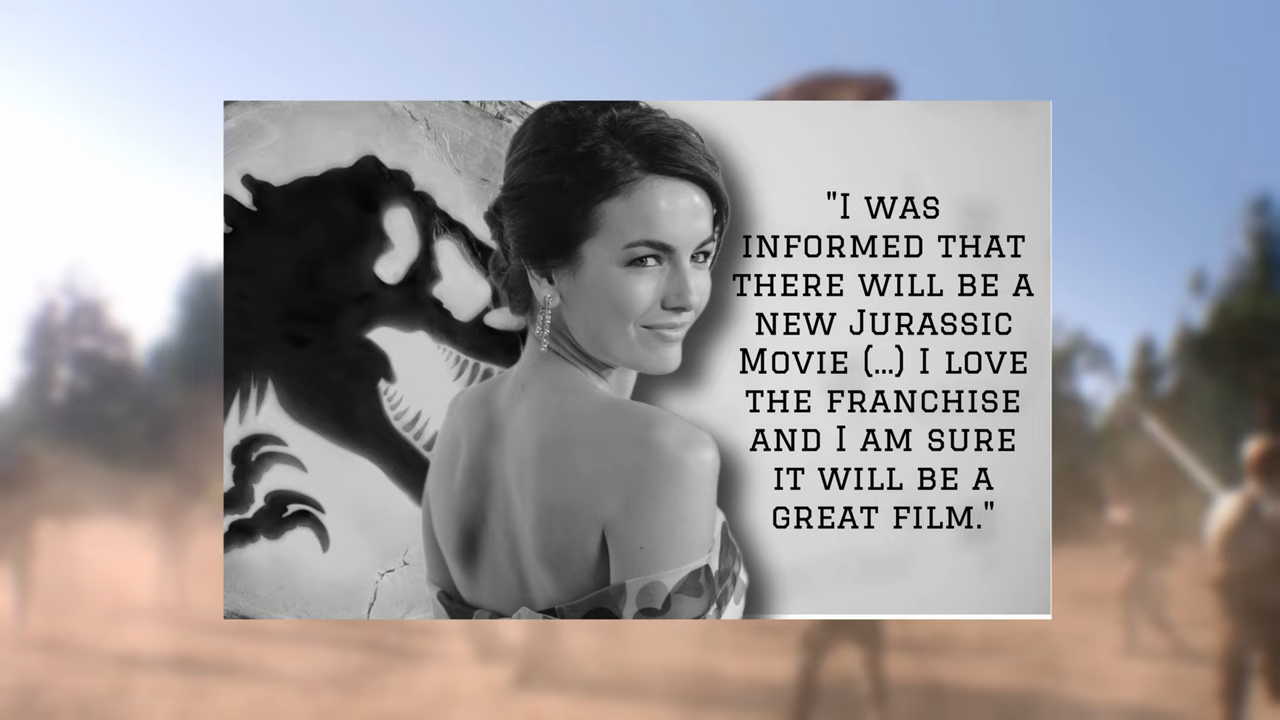 "I was
informed that
there will be a
new Jurassic
Movie (...) I love
the franchise
and I am sure
it will be a
great film."